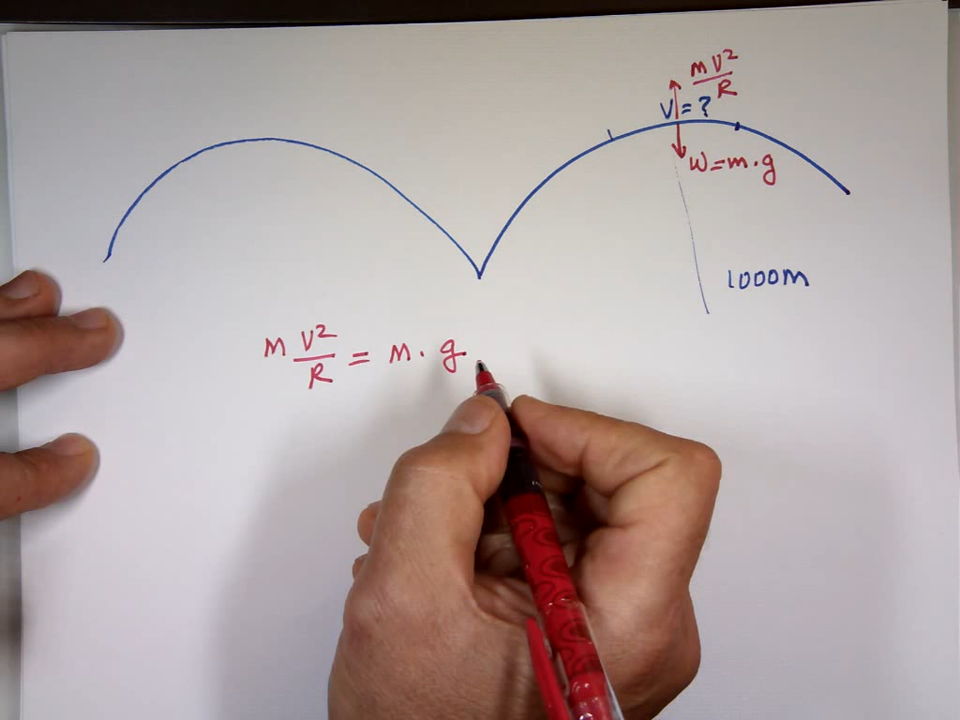 m V²/R
V = ?
W = m · g
1000m
m V²/R = m · g